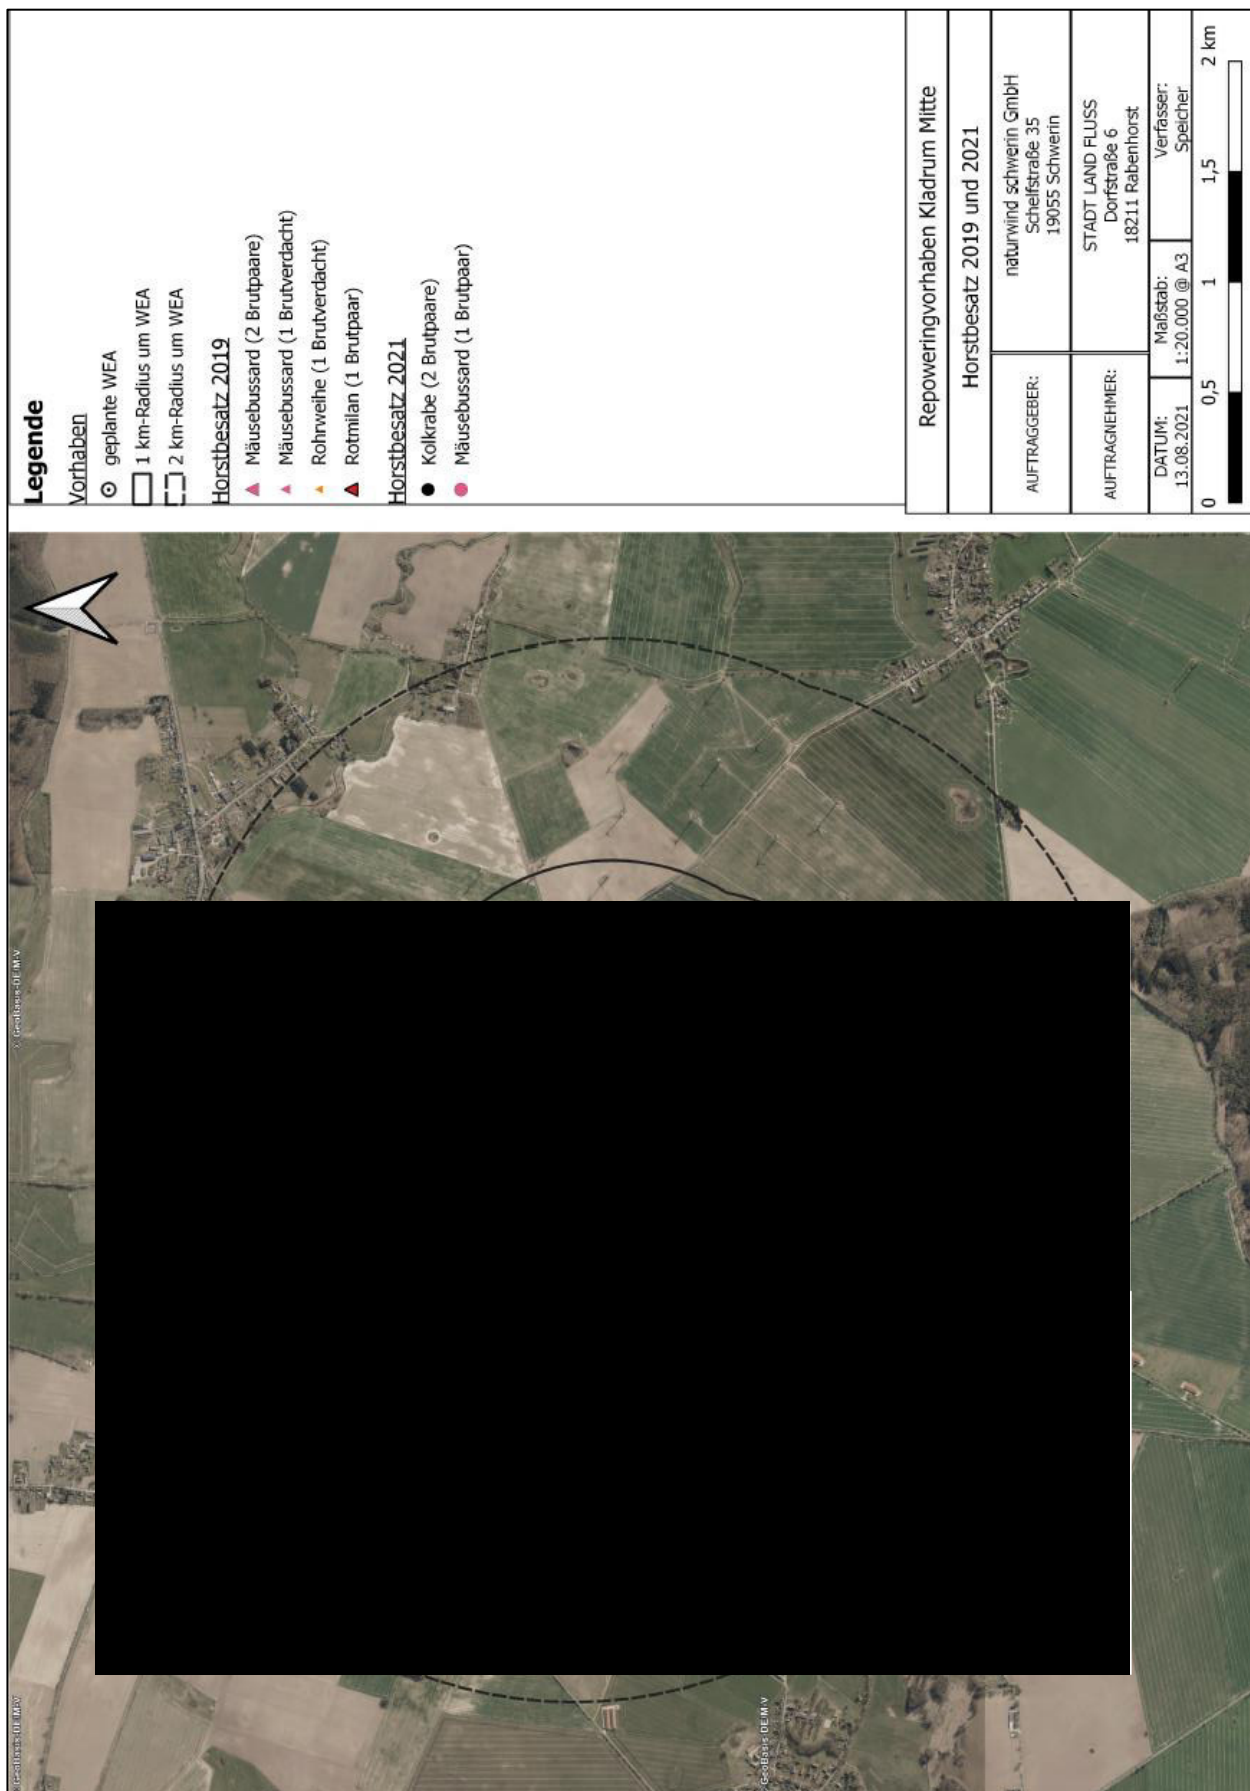 Legende
Vorhaben
geplante WEA
1 km-Radius um WEA
2 km-Radius um WEA
Horstbesatz 2019
Mäusebussard (2 Brutpaare)
Mäusebussard (1 Brutverdacht)
Rohrweihe (1 Brutverdacht)
Rotmilan (1 Brutpaar)
Horstbesatz 2021
Kolkrabe (2 Brutpaare)
Mäusebussard (1 Brutpaar)
Repoweringvorhaben Kladrum Mitte
Horstbesatz 2019 und 2021
AUFTRAGGEBER:
naturwind schwerin GmbH
Schelfstraße 35
19055 Schwerin
AUFTRAGNEHMER:
STADT LAND FLUSS
Dorfstraße 6
18211 Rabenhorst
DATUM:
13.08.2021
Maßstab:
1:20.000 @ A3
Verfasser:
Speicher
0 0,5 1 1,5 2 km
© GeoBasis-DE/M-V
© GeoBasis-DE/M-V
© GeoBasis-DE/M-V